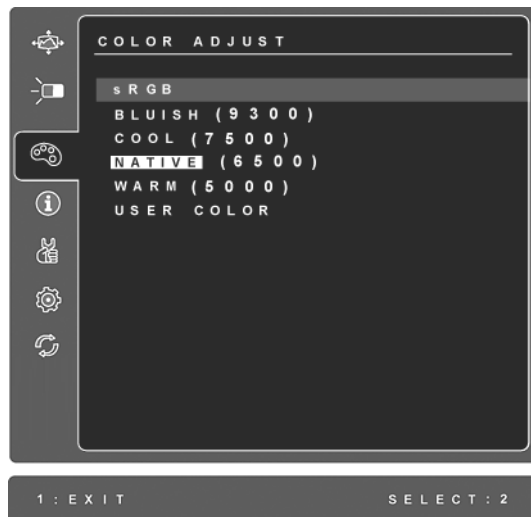 COLOR ADJUST
sRGB
BLUISH (9300)
COOL (7500)
NATIVE (6500)
WARM (5000)
USER COLOR
1:EXIT SELECT:2